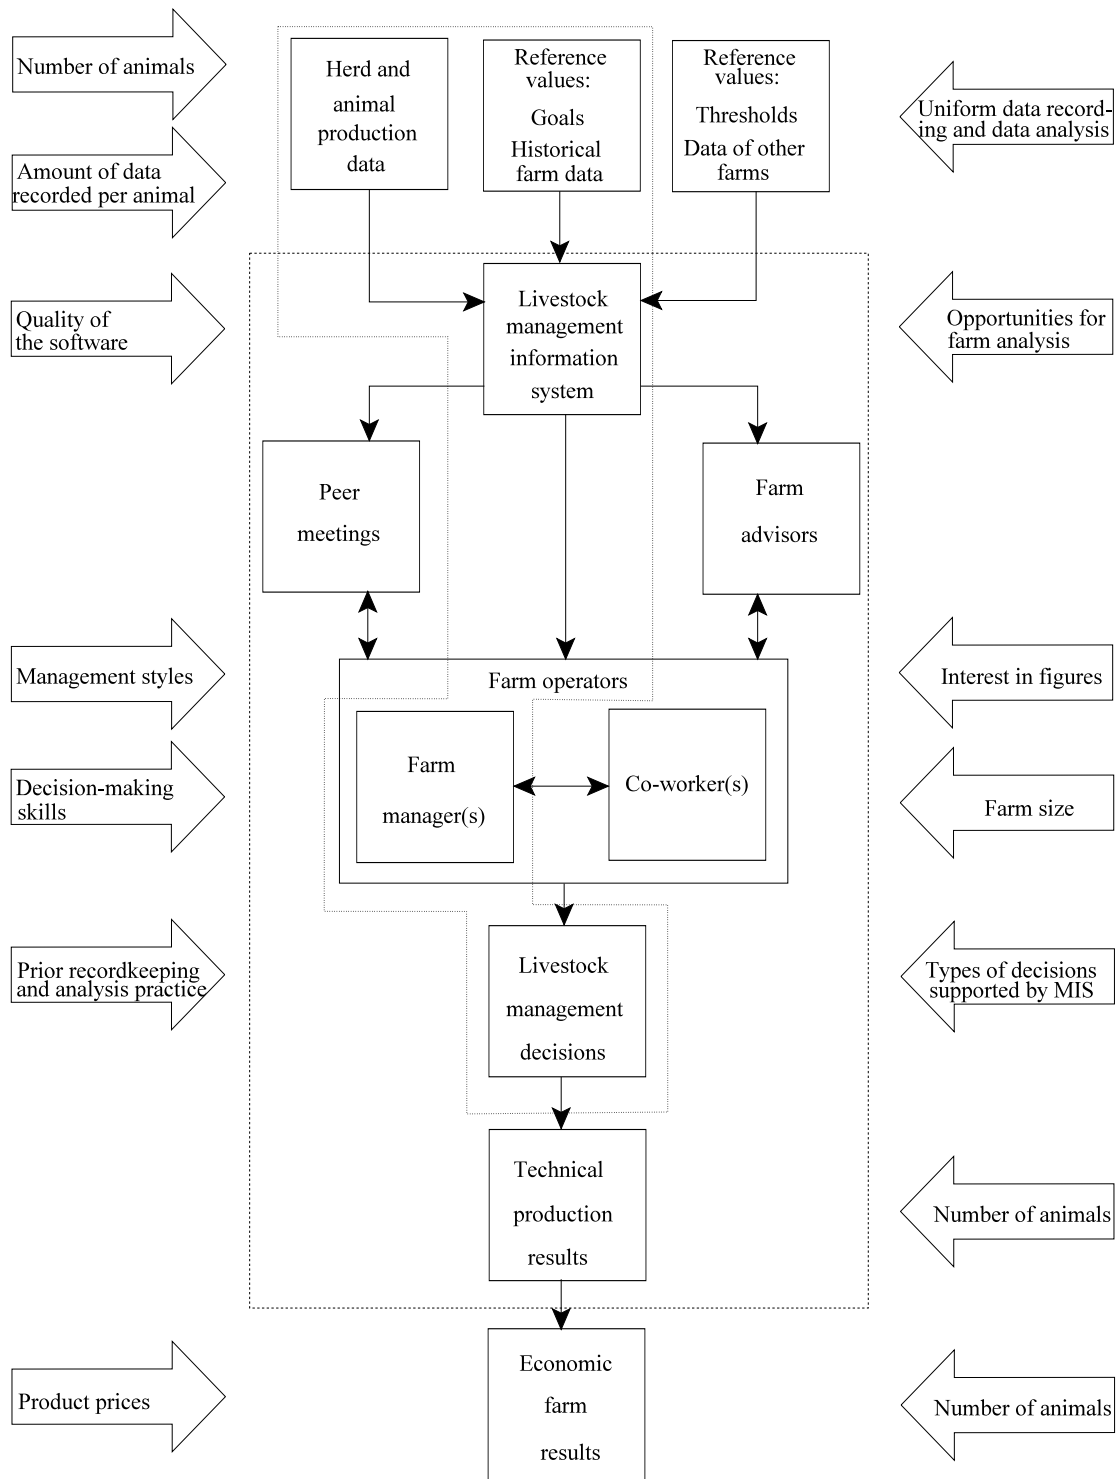 Number of animals
Amount of data
recorded per animal
Herd and
animal
production
data
Reference
values:
Goals
Historical
farm data
Reference
values:
Thresholds
Data of other
farms
Uniform data record-
ing and data analysis
Quality of
the software
Livestock
management
information
system
Opportunities for
farm analysis
Peer
meetings
Farm
advisors
Management styles
Farm operators
Interest in figures
Decision-making
skills
Farm
manager(s)
Co-worker(s)
Farm size
Prior recordkeeping
and analysis practice
Livestock
management
decisions
Types of decisions
supported by MIS
Technical
production
results
Number of animals
Product prices
Economic
farm
results
Number of animals